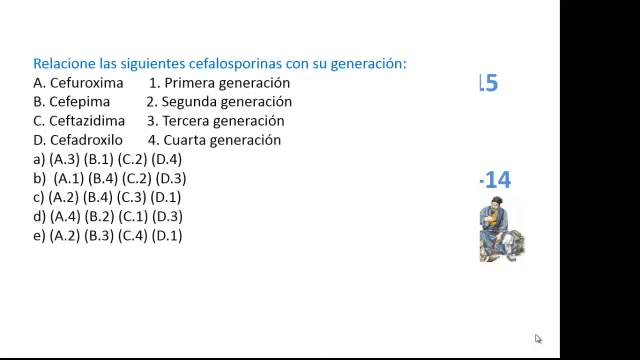 Relacione las siguientes cefalosporinas con su generación:
A. Cefuroxima 1. Primera generación
B. Cefepima 2. Segunda generación
C. Ceftazidima 3. Tercera generación
D. Cefadroxilo 4. Cuarta generación
a) (A.3) (B.1) (C.2) (D.4)
b) (A.1) (B.4) (C.2) (D.3)
c) (A.2) (B.4) (C.3) (D.1)
d) (A.4) (B.2) (C.1) (D.3)
e) (A.2) (B.3) (C.4) (D.1)
15
-14